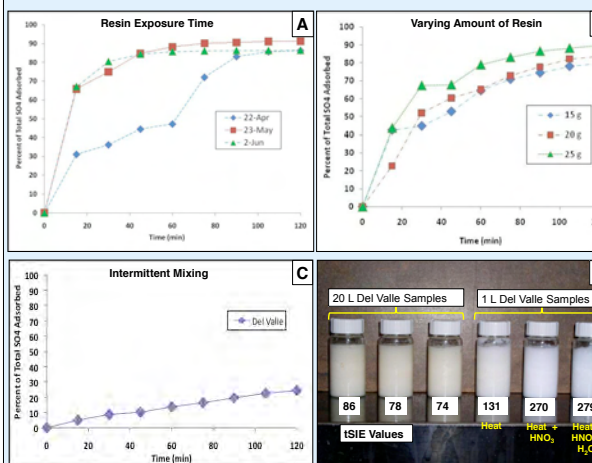 Resin Exposure Time
A
Percent of Total SO4 Adsorbed
100
90
80
70
60
50
40
30
20
10
0
0 20 40 60 80 100 120
Time (min)
22-Apr
23-May
2-Jun
Varying Amount of Resin
Percent of Total SO4 Adsorbed
100
90
80
70
60
50
40
30
20
10
0
0 20 40 60 80 100
Time (min)
15 g
20 g
25 g
Intermittent Mixing
C
Percent of Total SO4 Adsorbed
100
90
80
70
60
50
40
30
20
10
0
0 20 40 60 80 100 120
Time (min)
Del Valle
20 L Del Valle Samples
1 L Del Valle Samples
86 78 74 131 270 279
tSIE Values
Heat
Heat +
HNO3
Heat
HNO
H2O